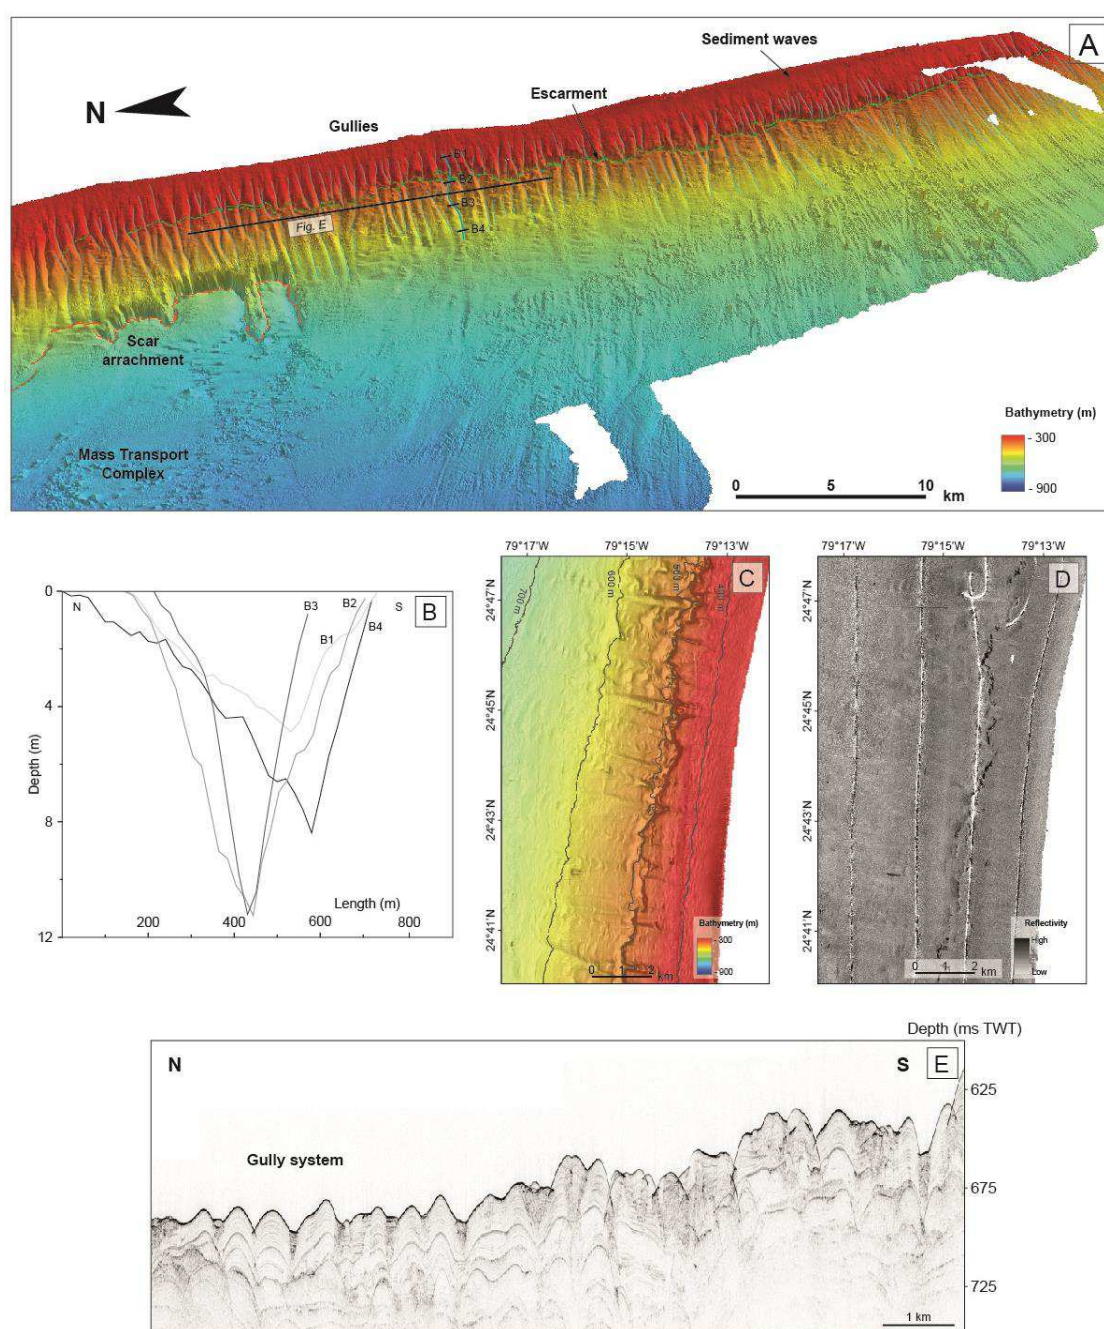 A
Sediment waves
Escarment
N
Gullies
B1
B2
B3
B4
Fig. E
Scar
arrachment
Mass Transport
Complex
Bathymetry (m)
- 300
- 900
0 5 10 km
B
0
N
B3
B2
S
B1
B4
4
Depth (m)
8
Length (m)
200 400 600 800
12
79°17'W 79°15'W 79°13'W
C
700 m
600 m
24°47'N
24°45'N
24°43'N
24°41'N
Bathymetry (m)
- 300
- 900
0 1 2
km
79°17'W 79°15'W 79°13'W
D
24°47'N
24°45'N
24°43'N
24°41'N
Reflectivity
High
Low
0 1 2
km
Depth (ms TWT)
N
S
E
625
Gully system
675
725
1 km